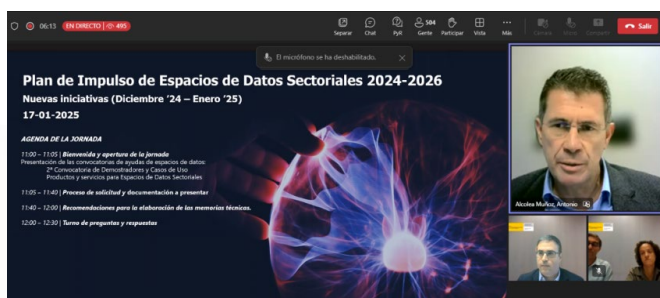 06:13
EN DIRECTO | 495
Separar
Chat
PyR
504
Gente
Participar
Vista
Más
Cámara
Micro
Compartir
Salir
El micrófono se ha deshabilitado.
Plan de Impulso de Espacios de Datos Sectoriales 2024-2026
Nuevas iniciativas (Diciembre '24 – Enero '25)
17-01-2025
AGENDA DE LA JORNADA
11:00 – 11:05 | Bienvenida y apertura de la jornada
Presentación de las convocatorias de ayudas de espacios de datos:
2ª Convocatoria de Demostradores y Casos de Uso
Productos y servicios para Espacios de Datos Sectoriales
11:05 – 11:40 | Proceso de solicitud y documentación a presentar
11:40 – 12:00 | Recomendaciones para la elaboración de las memorias técnicas.
12:00 – 12:30 | Turno de preguntas y respuestas
Alcolea Muñoz, Antonio